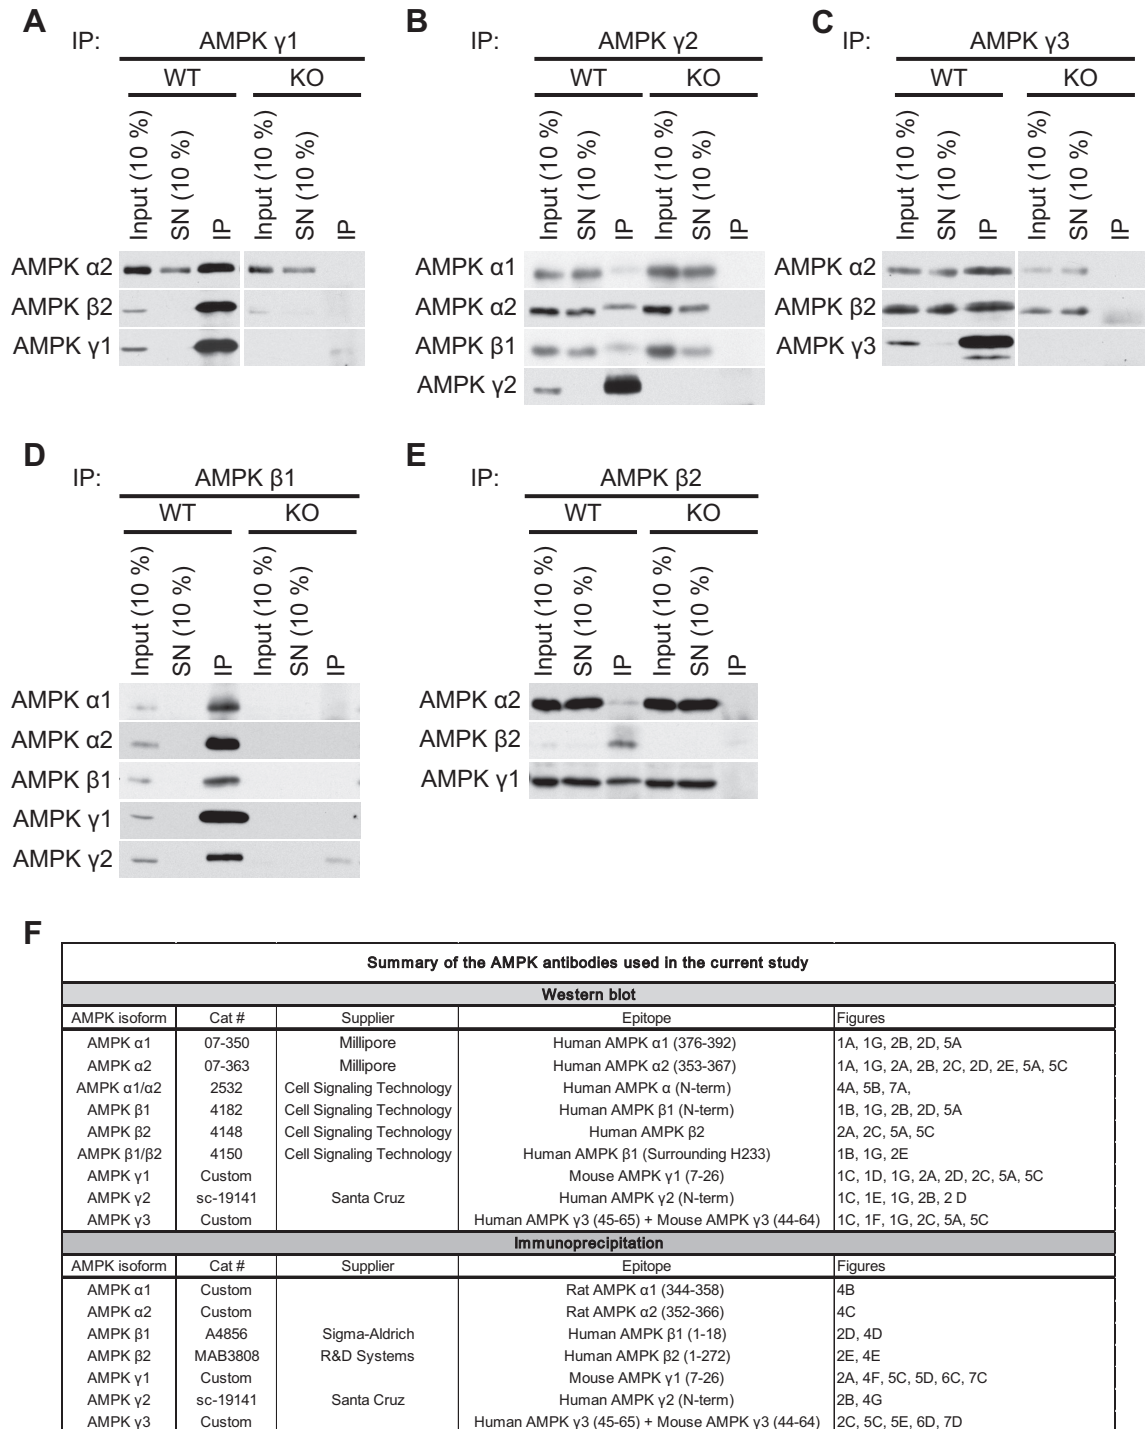 A
IP: AMPK γ1
WT KO
Input (10 %) SN (10 %) IP Input (10 %) SN (10 %) IP
AMPK α2
AMPK β2
AMPK γ1
B
IP: AMPK γ2
WT KO
Input (10 %) SN (10 %) IP Input (10 %) SN (10 %) IP
AMPK α1
AMPK α2
AMPK β1
AMPK γ2
C
IP: AMPK γ3
WT KO
Input (10 %) SN (10 %) IP Input (10 %) SN (10 %) IP
AMPK α2
AMPK β2
AMPK γ3
D
IP: AMPK β1
WT KO
Input (10 %) SN (10 %) IP Input (10 %) SN (10 %) IP
AMPK α1
AMPK α2
AMPK β1
AMPK γ1
AMPK γ2
E
IP: AMPK β2
WT KO
Input (10 %) SN (10 %) IP Input (10 %) SN (10 %) IP
AMPK α2
AMPK β2
AMPK γ1
F
Summary of the AMPK antibodies used in the current study
Western blot
AMPK isoform Cat # Supplier Epitope Figures
AMPK α1 07-350 Millipore Human AMPK α1 (376-392) 1A, 1G, 2B, 2D, 5A
AMPK α2 07-363 Millipore Human AMPK α2 (353-367) 1A, 1G, 2A, 2B, 2C, 2D, 2E, 5A, 5C
AMPK α1/α2 2532 Cell Signaling Technology Human AMPK α (N-term) 4A, 5B, 7A,
AMPK β1 4182 Cell Signaling Technology Human AMPK β1 (N-term) 1B, 1G, 2B, 2D, 5A
AMPK β2 4148 Cell Signaling Technology Human AMPK β2 2A, 2C, 5A, 5C
AMPK β1/β2 4150 Cell Signaling Technology Human AMPK β1 (Surrounding H233) 1B, 1G, 2E
AMPK γ1 Custom Mouse AMPK γ1 (7-26) 1C, 1D, 1G, 2A, 2D, 2C, 5A, 5C
AMPK γ2 sc-19141 Santa Cruz Human AMPK γ2 (N-term) 1C, 1E, 1G, 2B, 2 D
AMPK γ3 Custom Human AMPK γ3 (45-65) + Mouse AMPK γ3 (44-64) 1C, 1F, 1G, 2C, 5A, 5C
Immunoprecipitation
AMPK isoform Cat # Supplier Epitope Figures
AMPK α1 Custom Rat AMPK α1 (344-358) 4B
AMPK α2 Custom Rat AMPK α2 (352-366) 4C
AMPK β1 A4856 Sigma-Aldrich Human AMPK β1 (1-18) 2D, 4D
AMPK β2 MAB3808 R&D Systems Human AMPK β2 (1-272) 2E, 4E
AMPK γ1 Custom Mouse AMPK γ1 (7-26) 2A, 4F, 5C, 5D, 6C, 7C
AMPK γ2 sc-19141 Santa Cruz Human AMPK γ2 (N-term) 2B, 4G
AMPK γ3 Custom Human AMPK γ3 (45-65) + Mouse AMPK γ3 (44-64) 2C, 5C, 5E, 6D, 7D